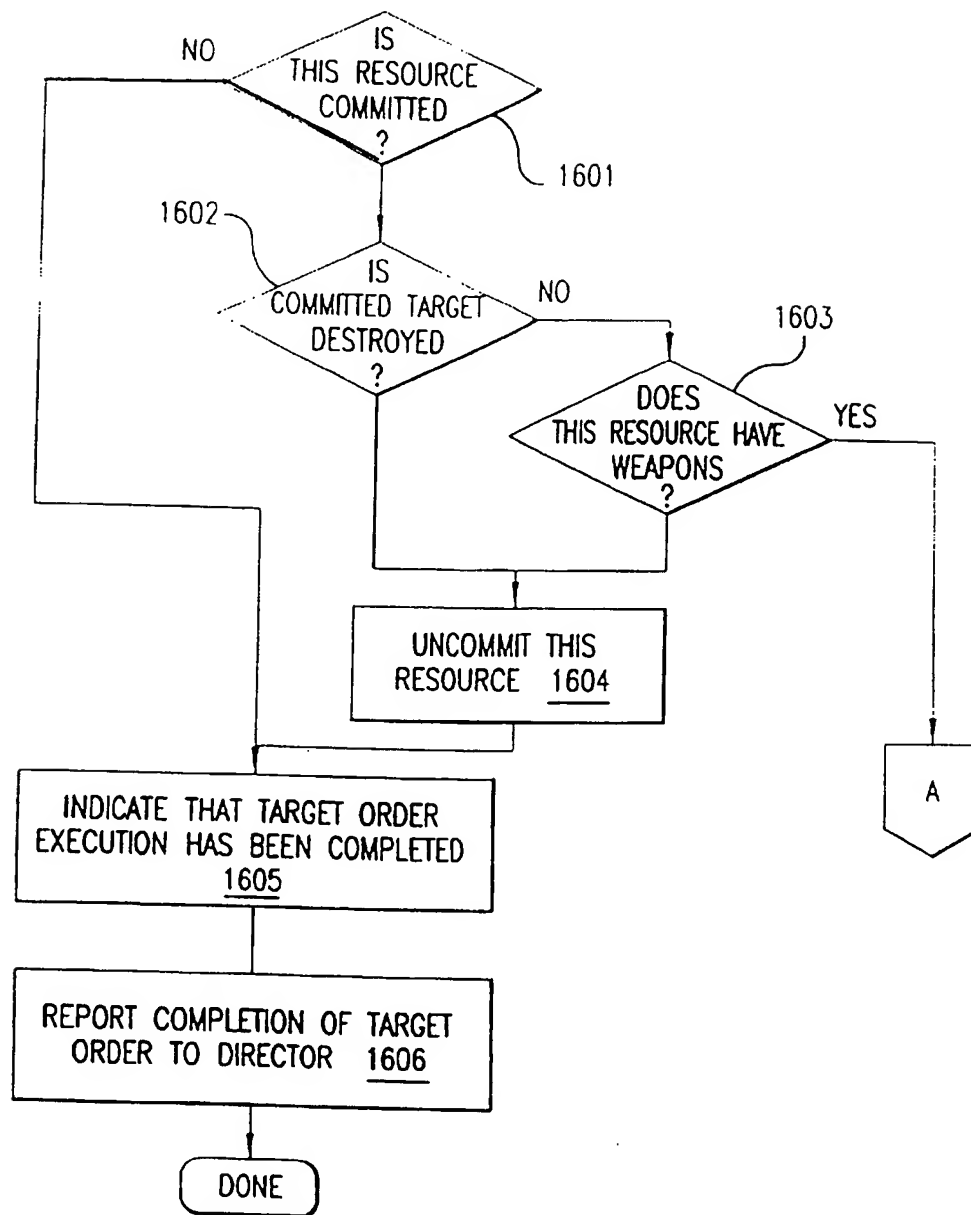 NO
IS
THIS RESOURCE
COMMITTED
?
1601
1602
IS
COMMITTED TARGET
DESTROYED
?
NO
1603
DOES
THIS RESOURCE HAVE
WEAPONS
?
YES
UNCOMMIT THIS
RESOURCE 1604
A
INDICATE THAT TARGET ORDER
EXECUTION HAS BEEN COMPLETED
1605
REPORT COMPLETION OF TARGET
ORDER TO DIRECTOR 1606
DONE